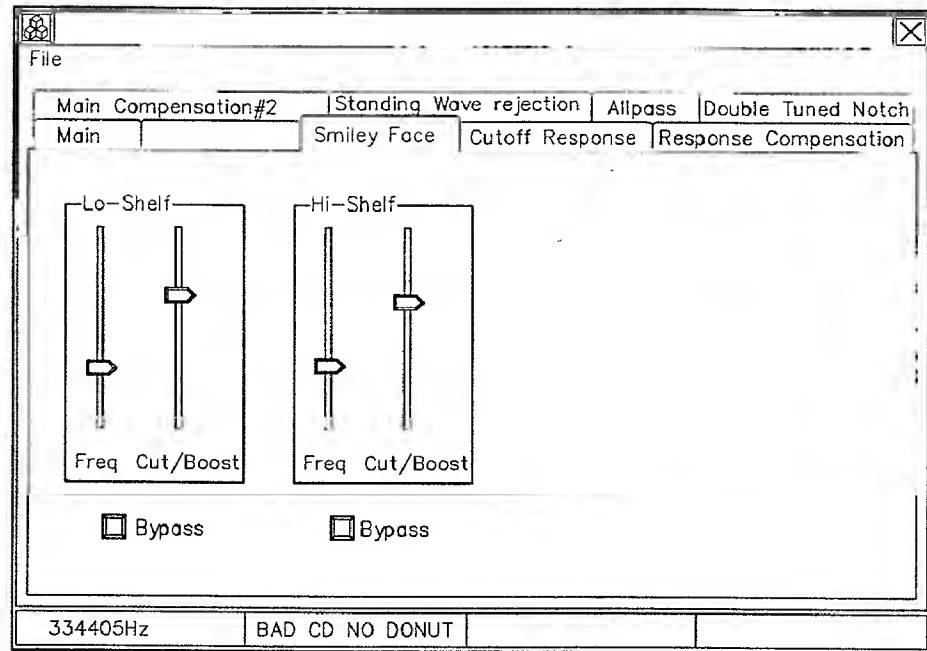 File
Main Compensation#2 Standing Wave rejection Allpass Double Tuned Notch
Main Smiley Face Cutoff Response Response Compensation
Lo-Shelf Hi-Shelf
Freq Cut/Boost Freq Cut/Boost
Bypass Bypass
334405Hz BAD CD NO DONUT